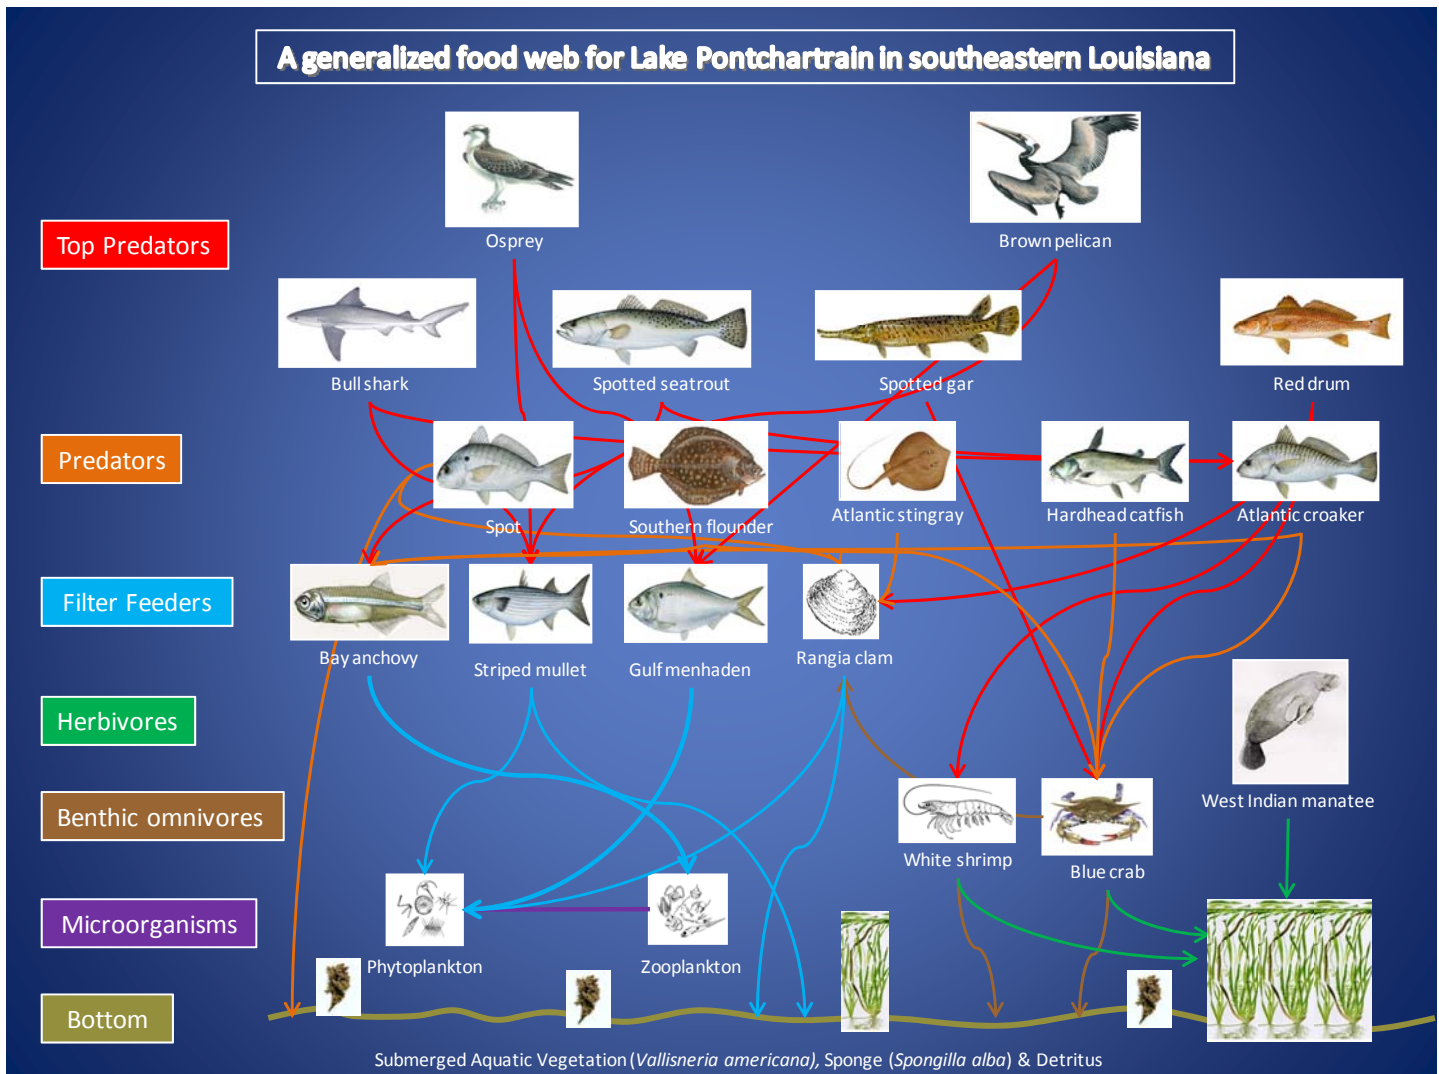 A generalized food web for Lake Pontchartrain in southeastern Louisiana
Osprey
Brown pelican
Top Predators
Bull shark
Spotted seatrout
Spotted gar
Red drum
Predators
Spot
Southern flounder
Atlantic stingray
Hardhead catfish
Atlantic croaker
Filter Feeders
Bay anchovy
Striped mullet
Gulf menhaden
Rangia clam
Herbivores
West Indian manatee
Benthic omnivores
White shrimp
Blue crab
Microorganisms
Phytoplankton
Zooplankton
Bottom
Submerged Aquatic Vegetation (Vallisneria americana), Sponge (Spongilla alba) & Detritus